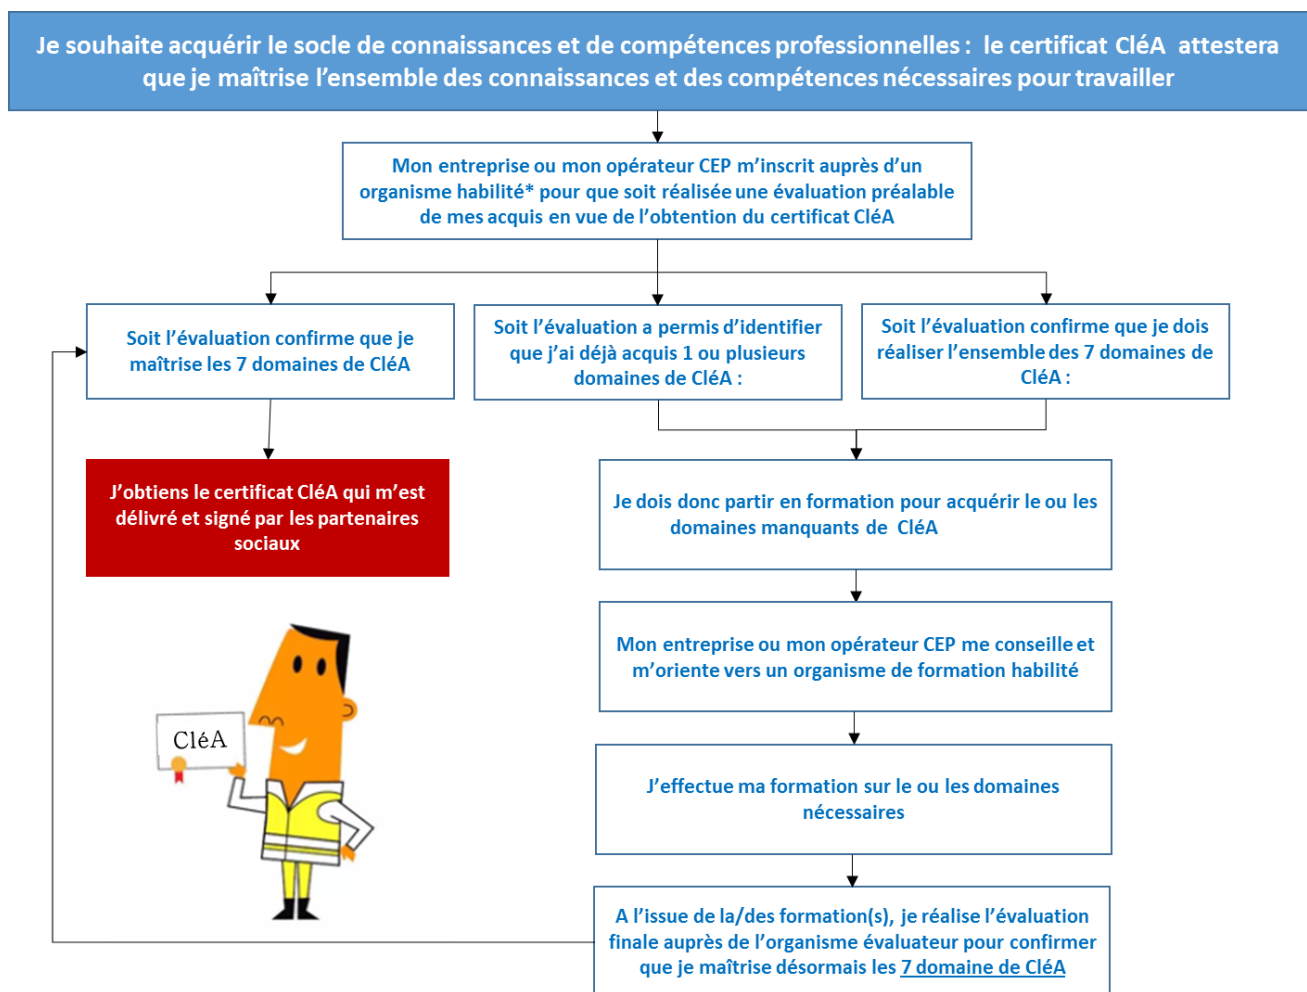 Je souhaite acquérir le socle de connaissances et de compétences professionnelles : le certificat CléA attestera
que je maîtrise l'ensemble des connaissances et des compétences nécessaires pour travailler
Mon entreprise ou mon opérateur CEP m'inscrit auprès d'un
organisme habilité* pour que soit réalisée une évaluation préalable
de mes acquis en vue de l'obtention du certificat CléA
Soit l'évaluation confirme que je
maîtrise les 7 domaines de CléA
Soit l'évaluation a permis d'identifier
que j'ai déjà acquis 1 ou plusieurs
domaines de CléA :
Soit l'évaluation confirme que je dois
réaliser l'ensemble des 7 domaines de
CléA :
J'obtiens le certificat CléA qui m'est
délivré et signé par les partenaires
sociaux
Je dois donc partir en formation pour acquérir le ou les
domaines manquants de CléA
Mon entreprise ou mon opérateur CEP me conseille et
m'oriente vers un organisme de formation habilité
CléA
J'effectue ma formation sur le ou les domaines
nécessaires
A l'issue de la/des formation(s), je réalise l'évaluation
finale auprès de l'organisme évaluateur pour confirmer
que je maîtrise désormais les 7 domaine de CléA